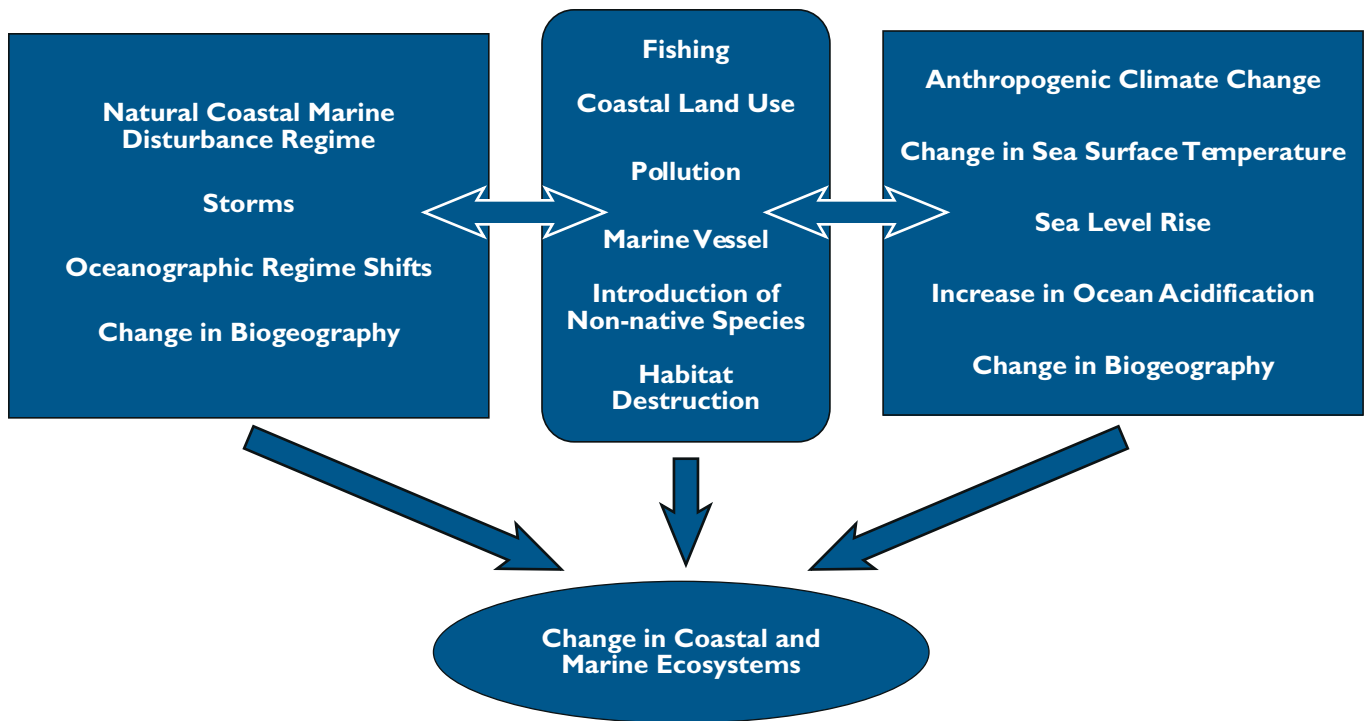 Natural Coastal Marine
Disturbance Regime
Storms
Oceanographic Regime Shifts
Change in Biogeography
Fishing
Coastal Land Use
Pollution
Marine Vessel
Introduction of
Non-native Species
Habitat
Destruction
Anthropogenic Climate Change
Change in Sea Surface Temperature
Sea Level Rise
Increase in Ocean Acidification
Change in Biogeography
Change in Coastal and
Marine Ecosystems